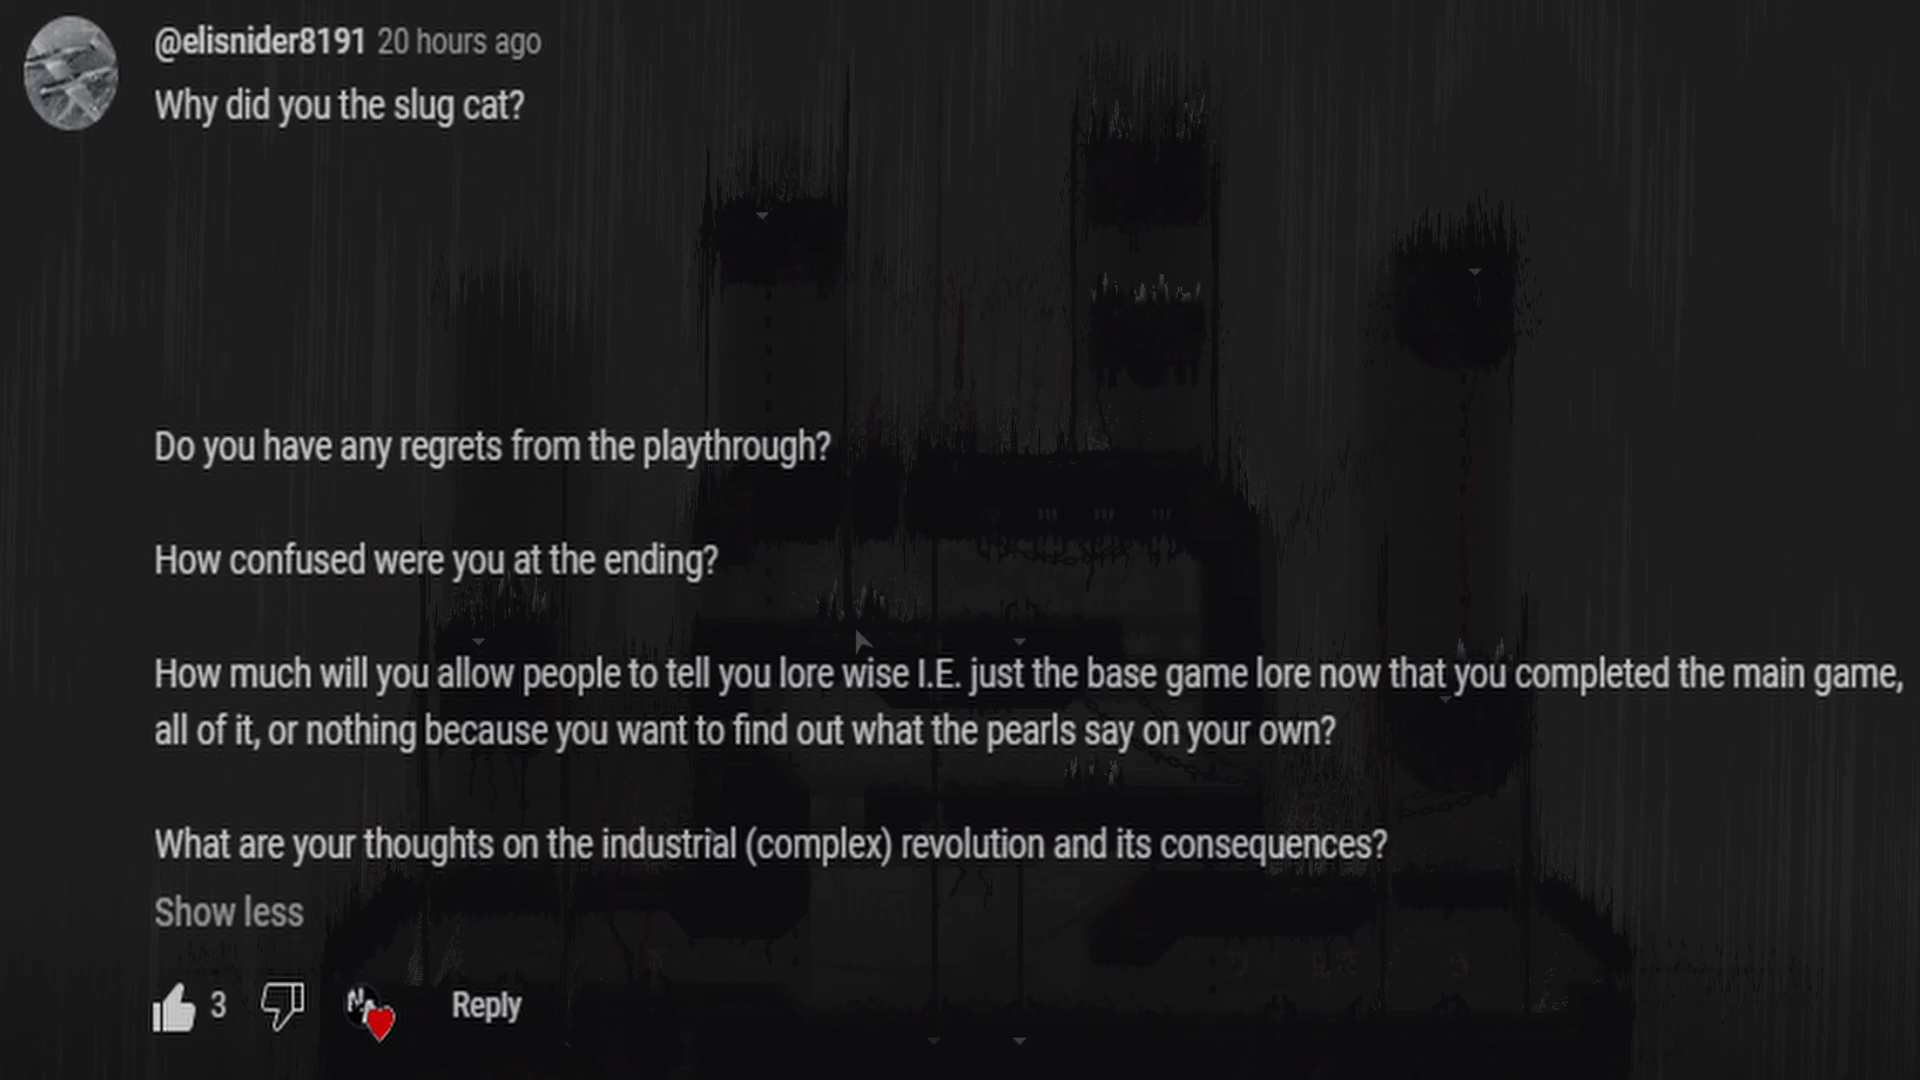 @elisnider8191 20 hours ago
Why did you the slug cat?
Do you have any regrets from the playthrough?
How confused were you at the ending?
How much will you allow people to tell you lore wise I.E. just the base game lore now that you completed the main game,
all of it, or nothing because you want to find out what the pearls say on your own?
What are your thoughts on the industrial (complex) revolution and its consequences?
Show less
3
Reply